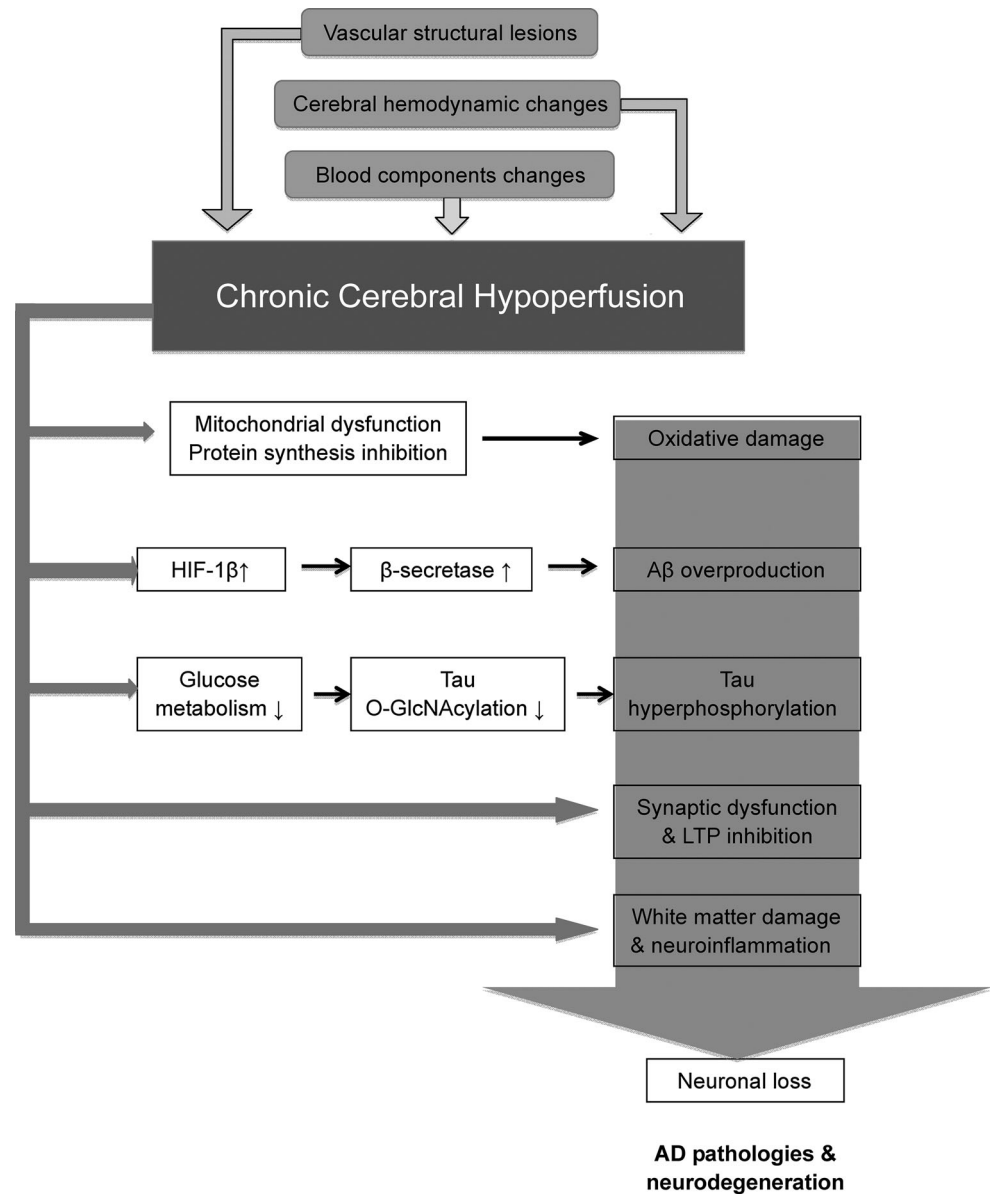 Vascular structural lesions
Cerebral hemodynamic changes
Blood components changes
Chronic Cerebral Hypoperfusion
Mitochondrial dysfunction
Protein synthesis inhibition
Oxidative damage
HIF-1β↑
β-secretase ↑
Aβ overproduction
Glucose
metabolism ↓
Tau
O-GlcNAcylation ↓
Tau
hyperphosphorylation
Synaptic dysfunction
& LTP inhibition
White matter damage
& neuroinflammation
Neuronal loss
AD pathologies &
neurodegeneration